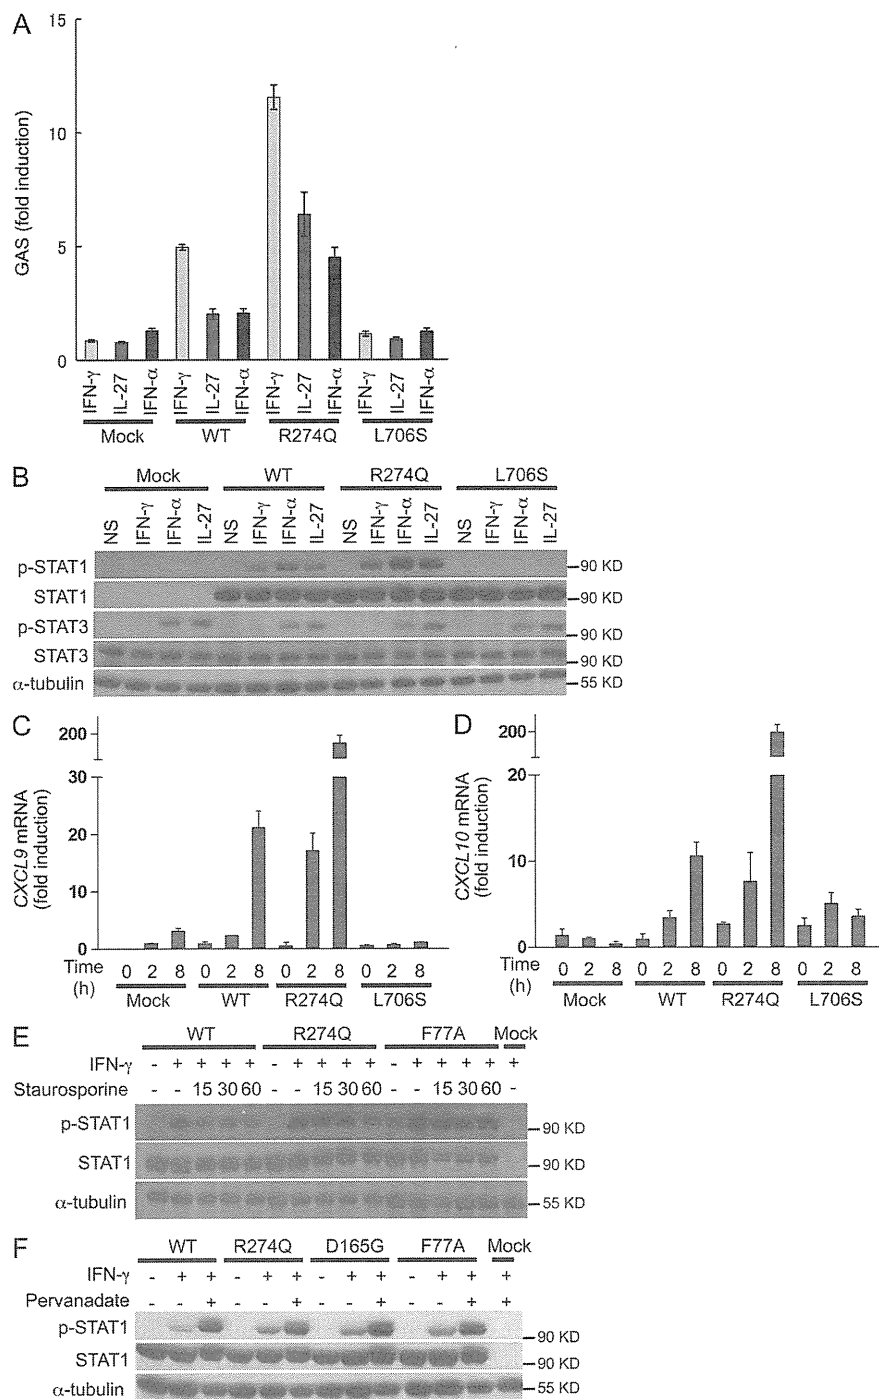 A
15
10
5
0
GAS (fold induction)
IFN-γ IL-27 IFN-α IFN-γ IL-27 IFN-α IFN-γ IL-27 IFN-α IFN-γ IL-27 IFN-α
Mock WT R274Q L706S
B
Mock WT R274Q L706S
NS IFN-γ IFN-α IL-27 NS IFN-γ IFN-α IL-27 NS IFN-γ IFN-α IL-27 NS IFN-γ IFN-α IL-27
p-STAT1 90 KD
STAT1 90 KD
p-STAT3 90 KD
STAT3 90 KD
α-tubulin 55 KD
C
200
30
20
10
0
CXCL9 mRNA
(fold induction)
Time 0 2 8 0 2 8 0 2 8 0 2 8
(h) Mock WT R274Q L706S
D
200
20
10
0
CXCL10 mRNA
(fold induction)
Time 0 2 8 0 2 8 0 2 8 0 2 8
(h) Mock WT R274Q L706S
E
WT R274Q F77A Mock
IFN-γ - + + + + - + + + + - + + + + +
Staurosporine - - 15 30 60 - - 15 30 60 - - 15 30 60 -
p-STAT1 90 KD
STAT1 90 KD
α-tubulin 55 KD
F
WT R274Q D165G F77A Mock
IFN-γ - + + - + + - + + - + + +
Pervanadate - - + - - + - - + - - + +
p-STAT1 90 KD
STAT1 90 KD
α-tubulin 55 KD